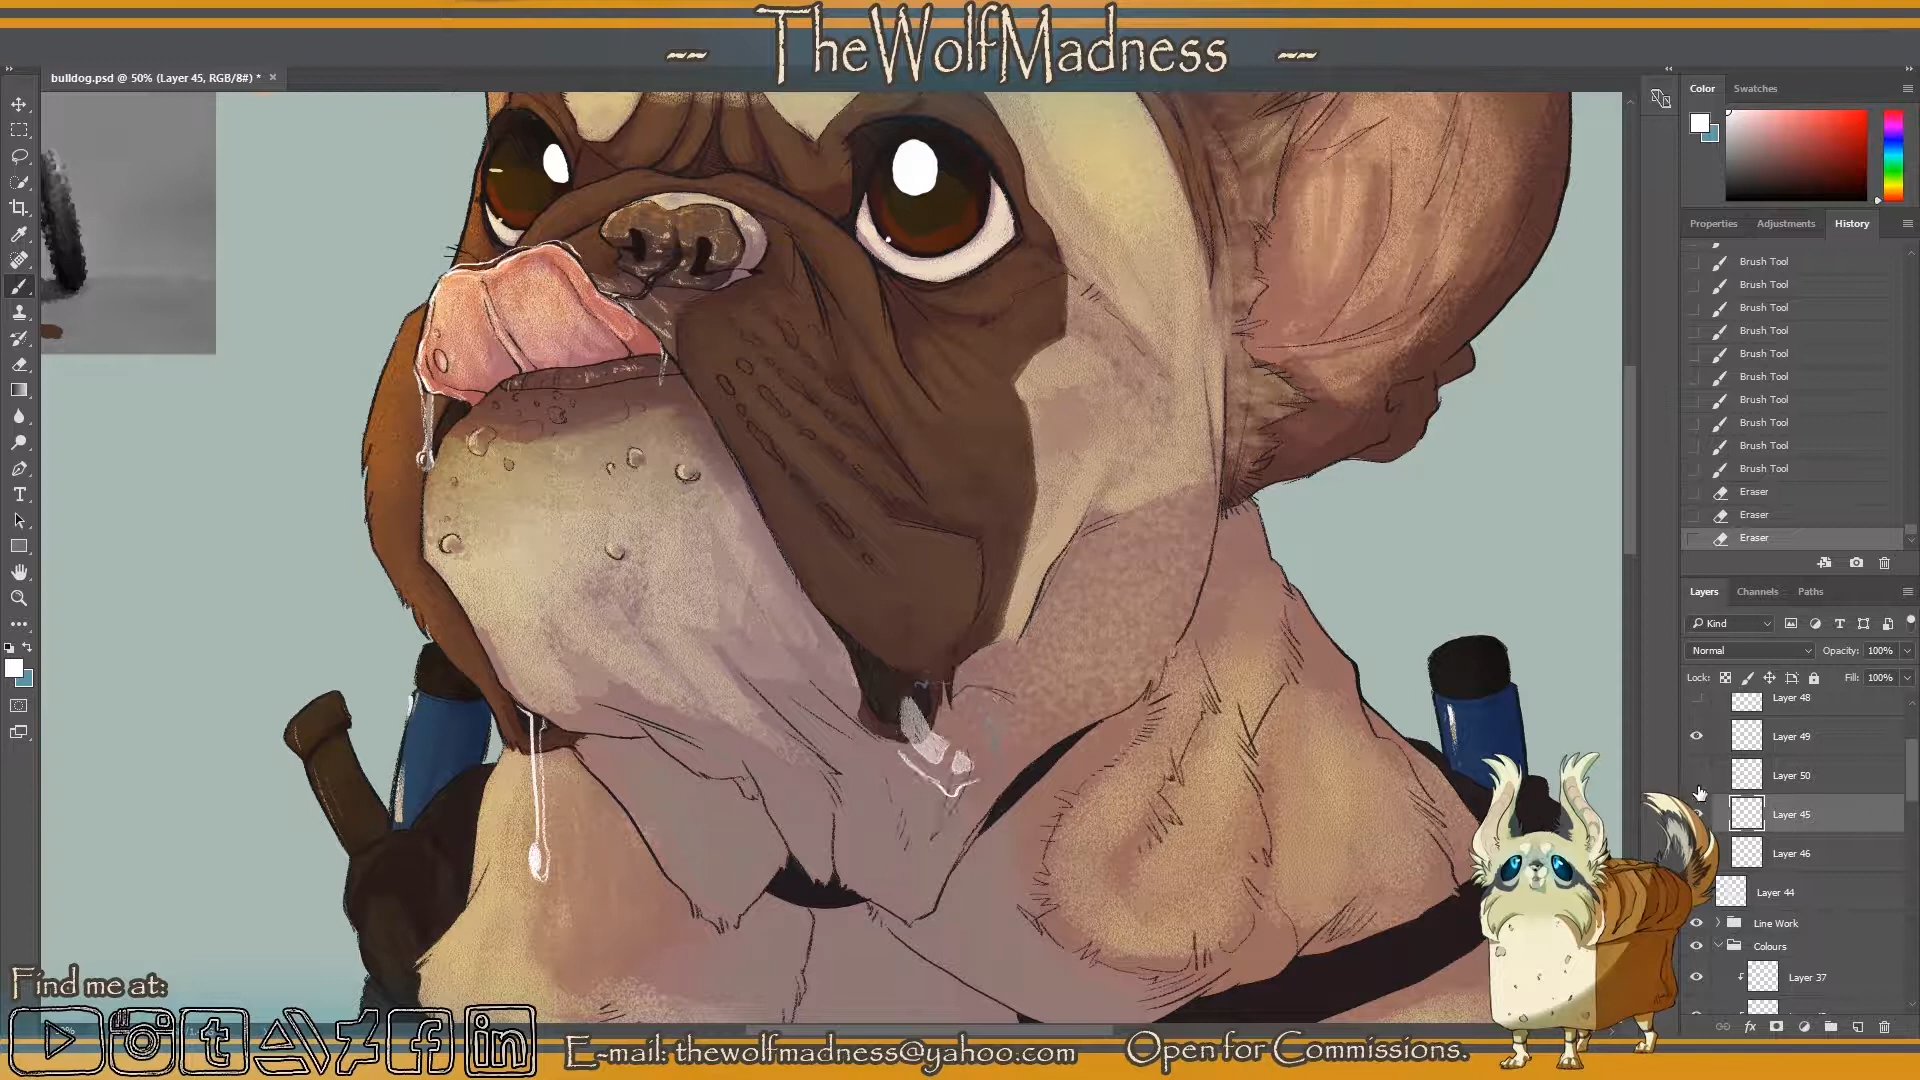 -- TheWolfMadness --
bulldog.psd @ 50% (Layer 45, RGB/8#) * ×
Color Swatches
Properties Adjustments History
Brush Tool
Brush Tool
Brush Tool
Brush Tool
Brush Tool
Brush Tool
Brush Tool
Brush Tool
Brush Tool
Brush Tool
Eraser
Eraser
Eraser
Layers Channels Paths
Kind
Normal Opacity: 100%
Lock: Fill: 100%
Layer 48
Layer 49
Layer 50
Layer 45
Layer 46
Layer 44
Line Work
Colours
Layer 37
Find me at:
E-mail: thewolfmadness@yahoo.com Open for Commissions.